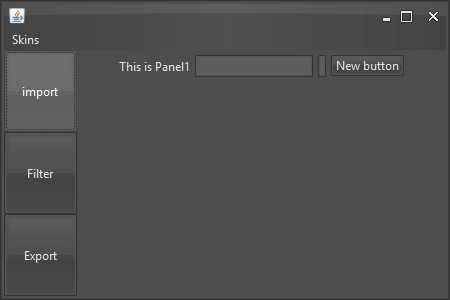 Skins
import
This is Panel1
New button
Filter
Export